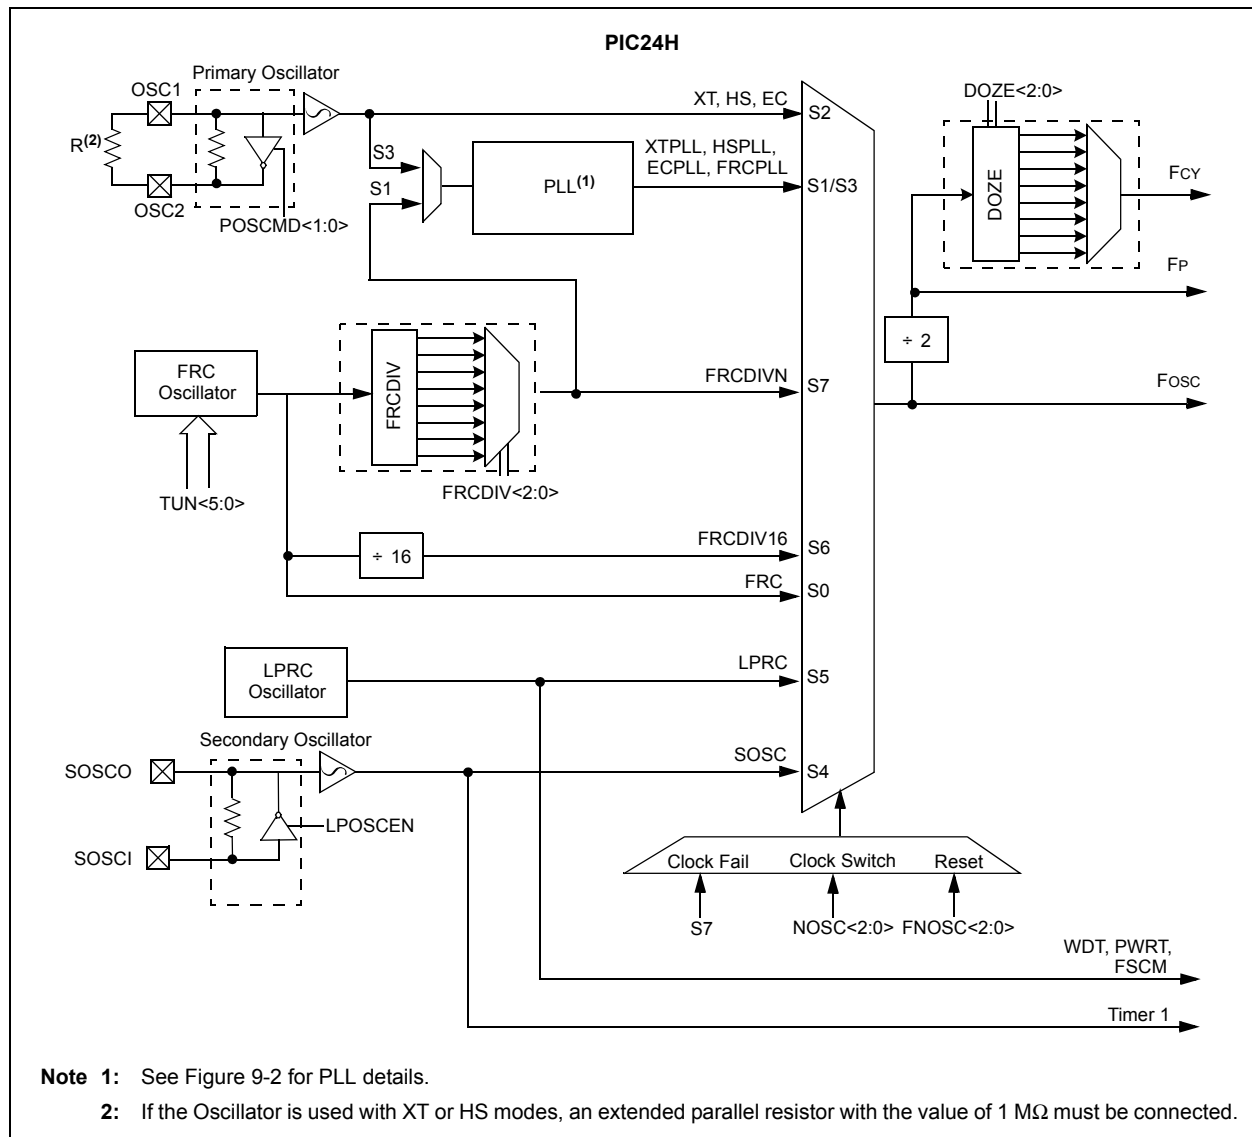 PIC24H
Primary Oscillator
OSC1
R(2)
OSC2
POSCMD<1:0>
S3
S1
PLL(1)
XT, HS, EC
S2
XTPLL, HSPLL,
ECPLL, FRCPLL
S1/S3
DOZE<2:0>
DOZE
FCY
FP
÷ 2
FOSC
FRC
Oscillator
TUN<5:0>
FRCDIV
FRCDIV<2:0>
FRCDIVN
S7
÷ 16
FRCDIV16
S6
FRC
S0
LPRC
Oscillator
LPRC
S5
Secondary Oscillator
SOSCO
SOSCI
LPOSCEN
SOSC
S4
Clock Fail
Clock Switch
Reset
S7
NOSC<2:0>
FNOSC<2:0>
WDT, PWRT,
FSCM
Timer 1
Note 1: See Figure 9-2 for PLL details.
2: If the Oscillator is used with XT or HS modes, an extended parallel resistor with the value of 1 MΩ must be connected.